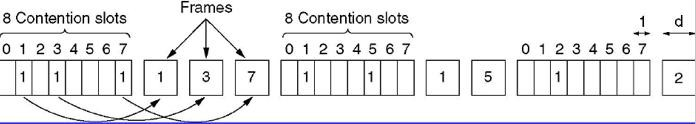 Frames
8 Contention slots 8 Contention slots 1 d
0 1 2 3 4 5 6 7 0 1 2 3 4 5 6 7 0 1 2 3 4 5 6 7
1 1 1 1 3 7 1 1 1 5 1 2